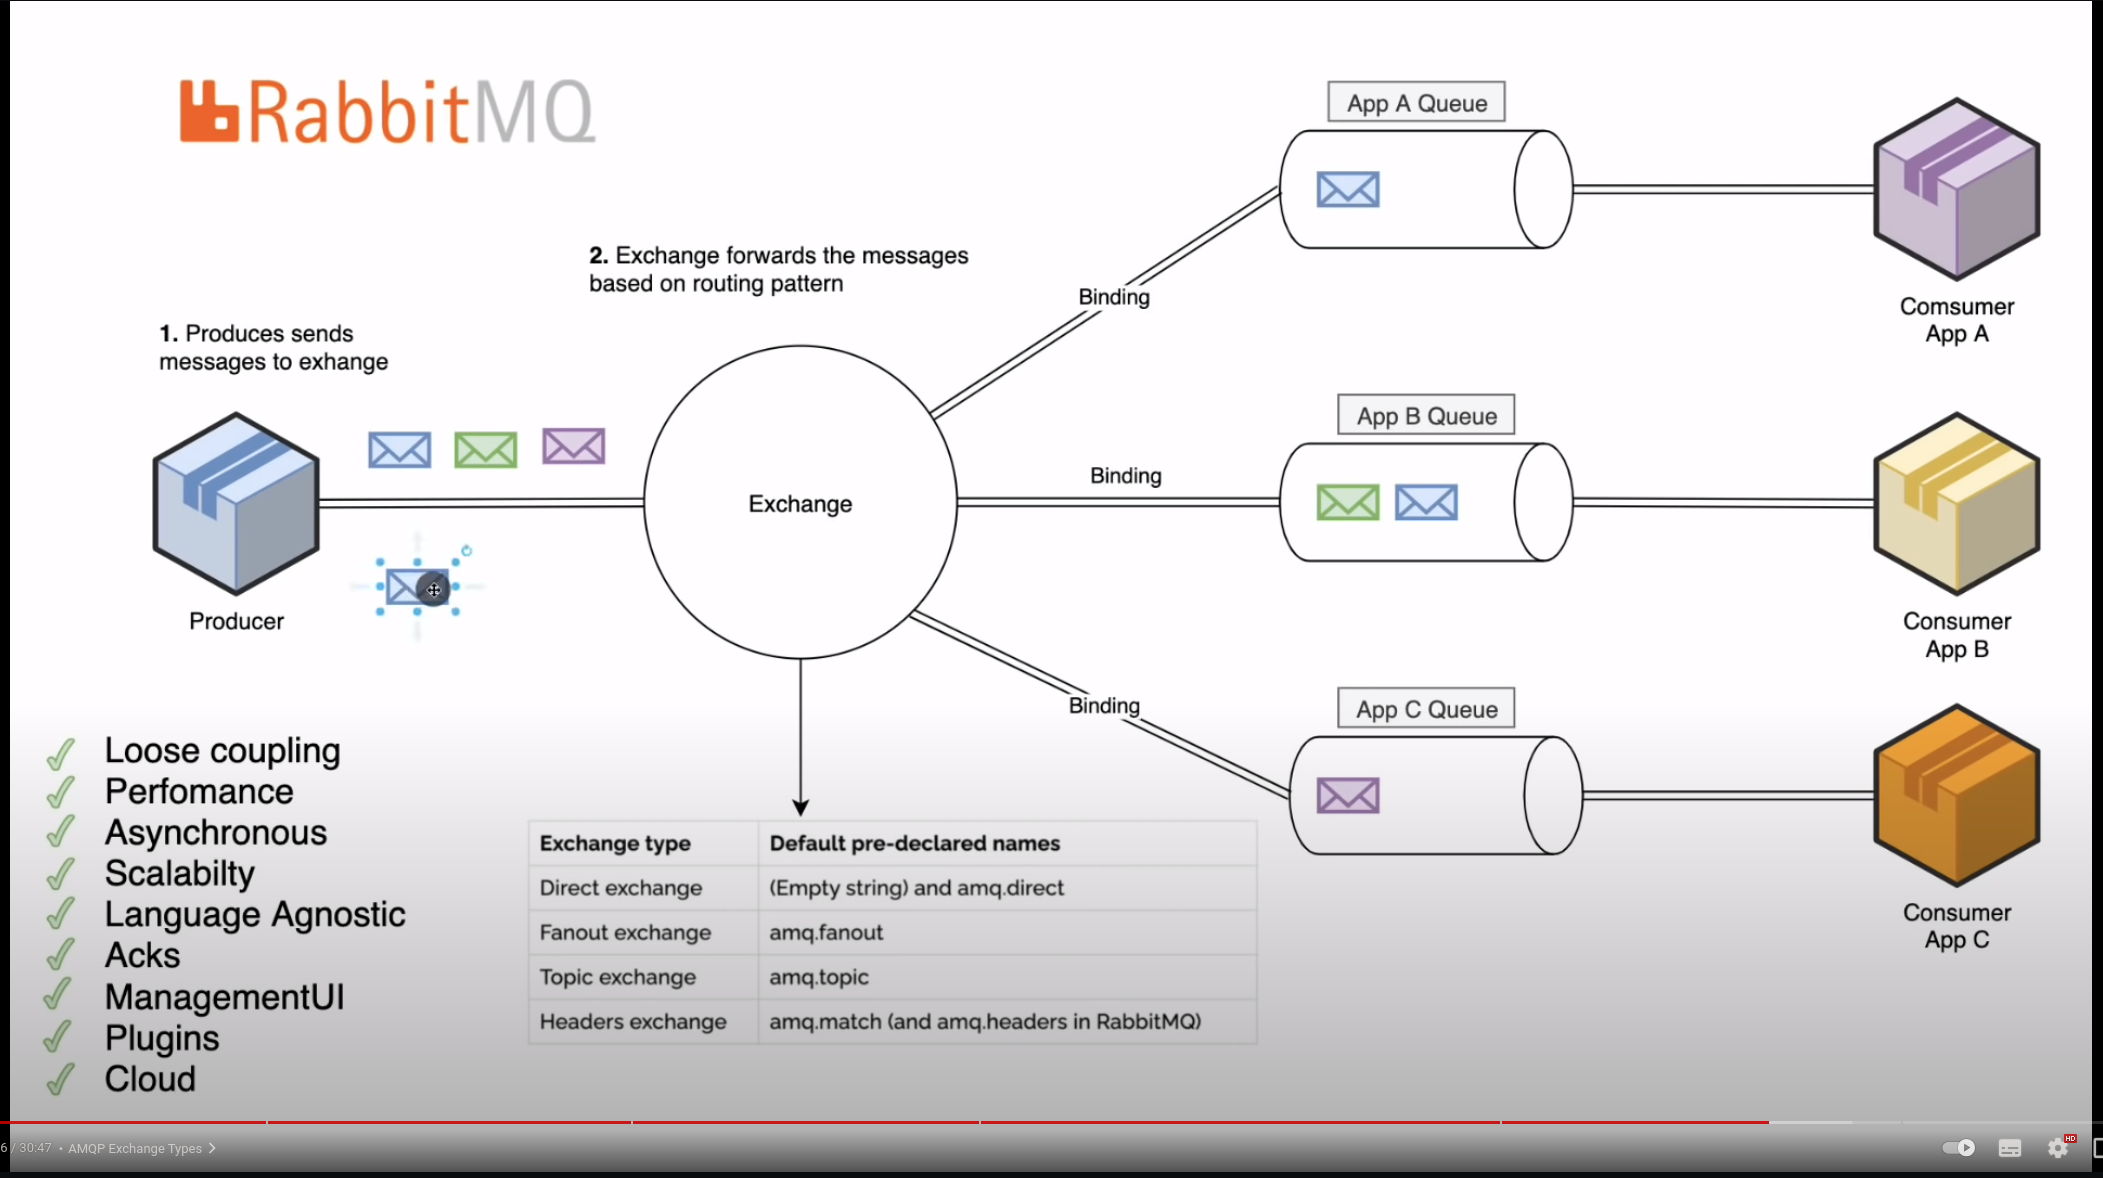 RabbitMQ
App A Queue
2. Exchange forwards the messages
based on routing pattern
Binding
Comsumer
App A
1. Produces sends
messages to exhange
App B Queue
Binding
Exchange
Producer
Consumer
App B
Binding
App C Queue
Loose coupling
Perfomance
Asynchronous
Scalabilty
Language Agnostic
Acks
ManagementUI
Plugins
Cloud
Exchange type Default pre-declared names
Direct exchange (Empty string) and amq.direct
Fanout exchange amq.fanout
Topic exchange amq.topic
Headers exchange amq.match (and amq.headers in RabbitMQ)
Consumer
App C
6 / 30:47 • AMQP Exchange Types
HD